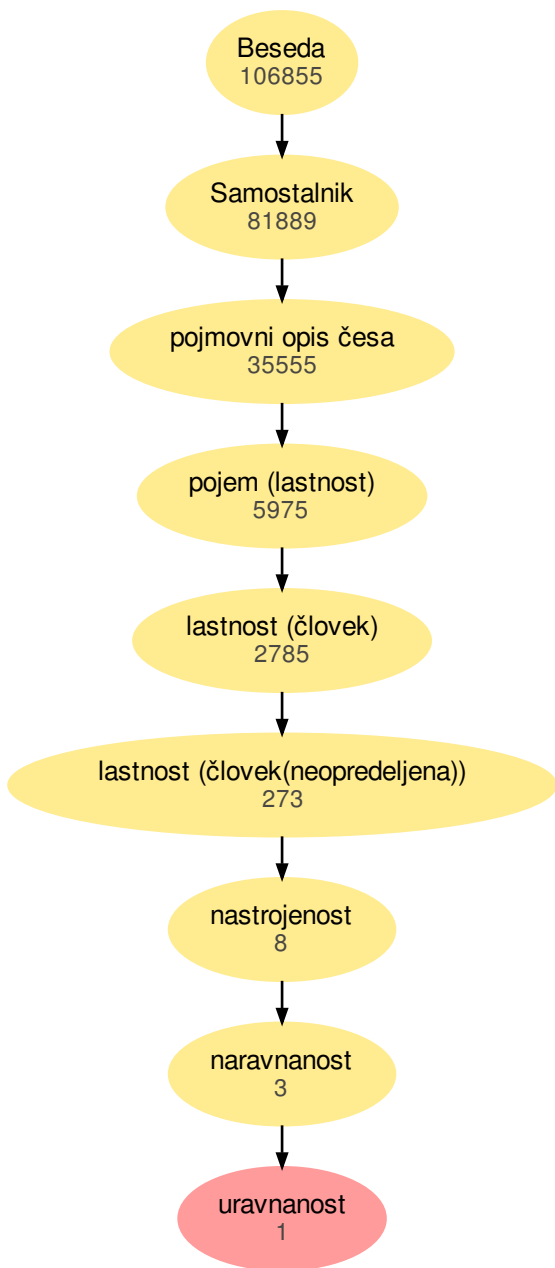 Beseda
106855
Samostalnik
81889
pojmovni opis česa
35555
pojem (lastnost)
5975
lastnost (človek)
2785
lastnost (človek(neopredeljena))
273
nastrojenost
8
naravnanost
3
uravnanost
1